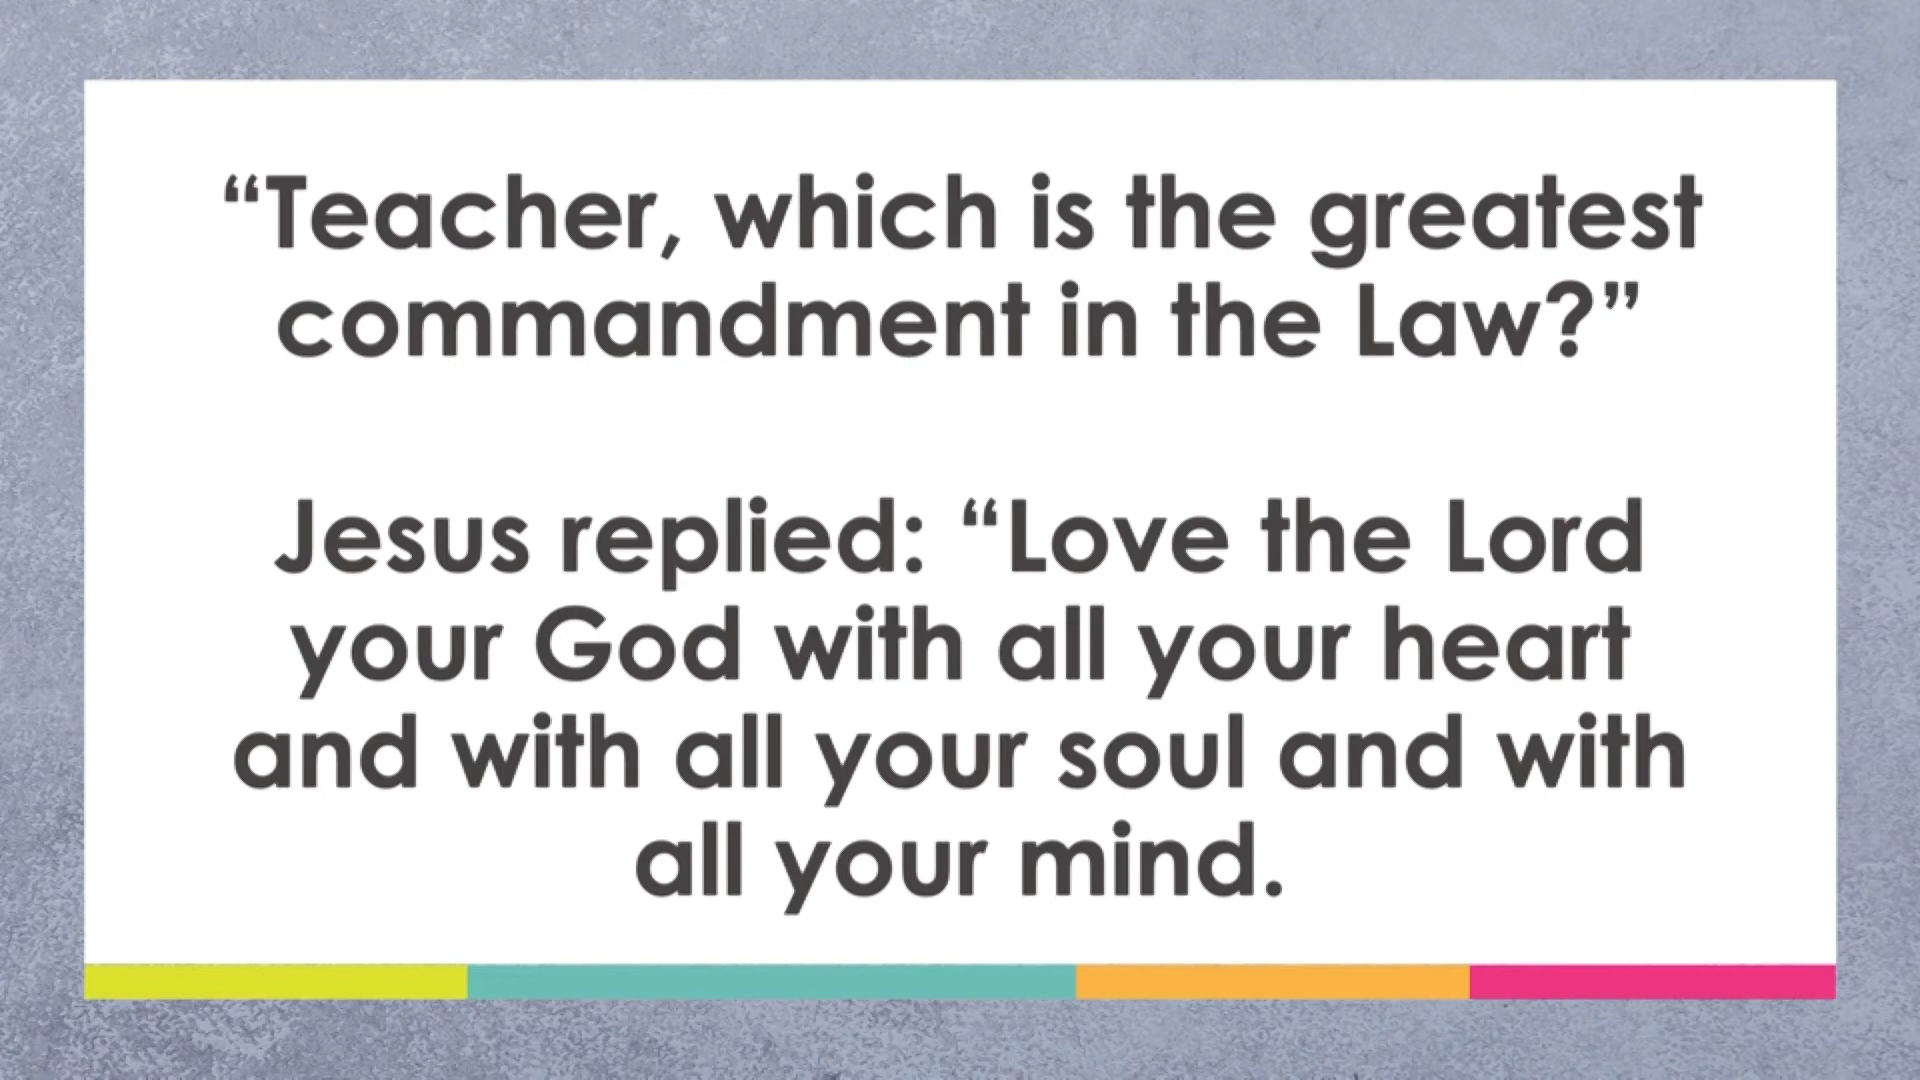 “Teacher, which is the greatest
commandment in the Law?”
Jesus replied: “Love the Lord
your God with all your heart
and with all your soul and with
all your mind.